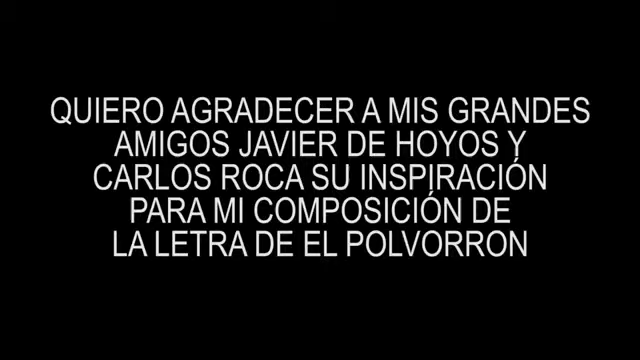 QUIERO AGRADECER A MIS GRANDES
AMIGOS JAVIER DE HOYOS Y
CARLOS ROCA SU INSPIRACIÓN
PARA MI COMPOSICIÓN DE
LA LETRA DE EL POLVORRON